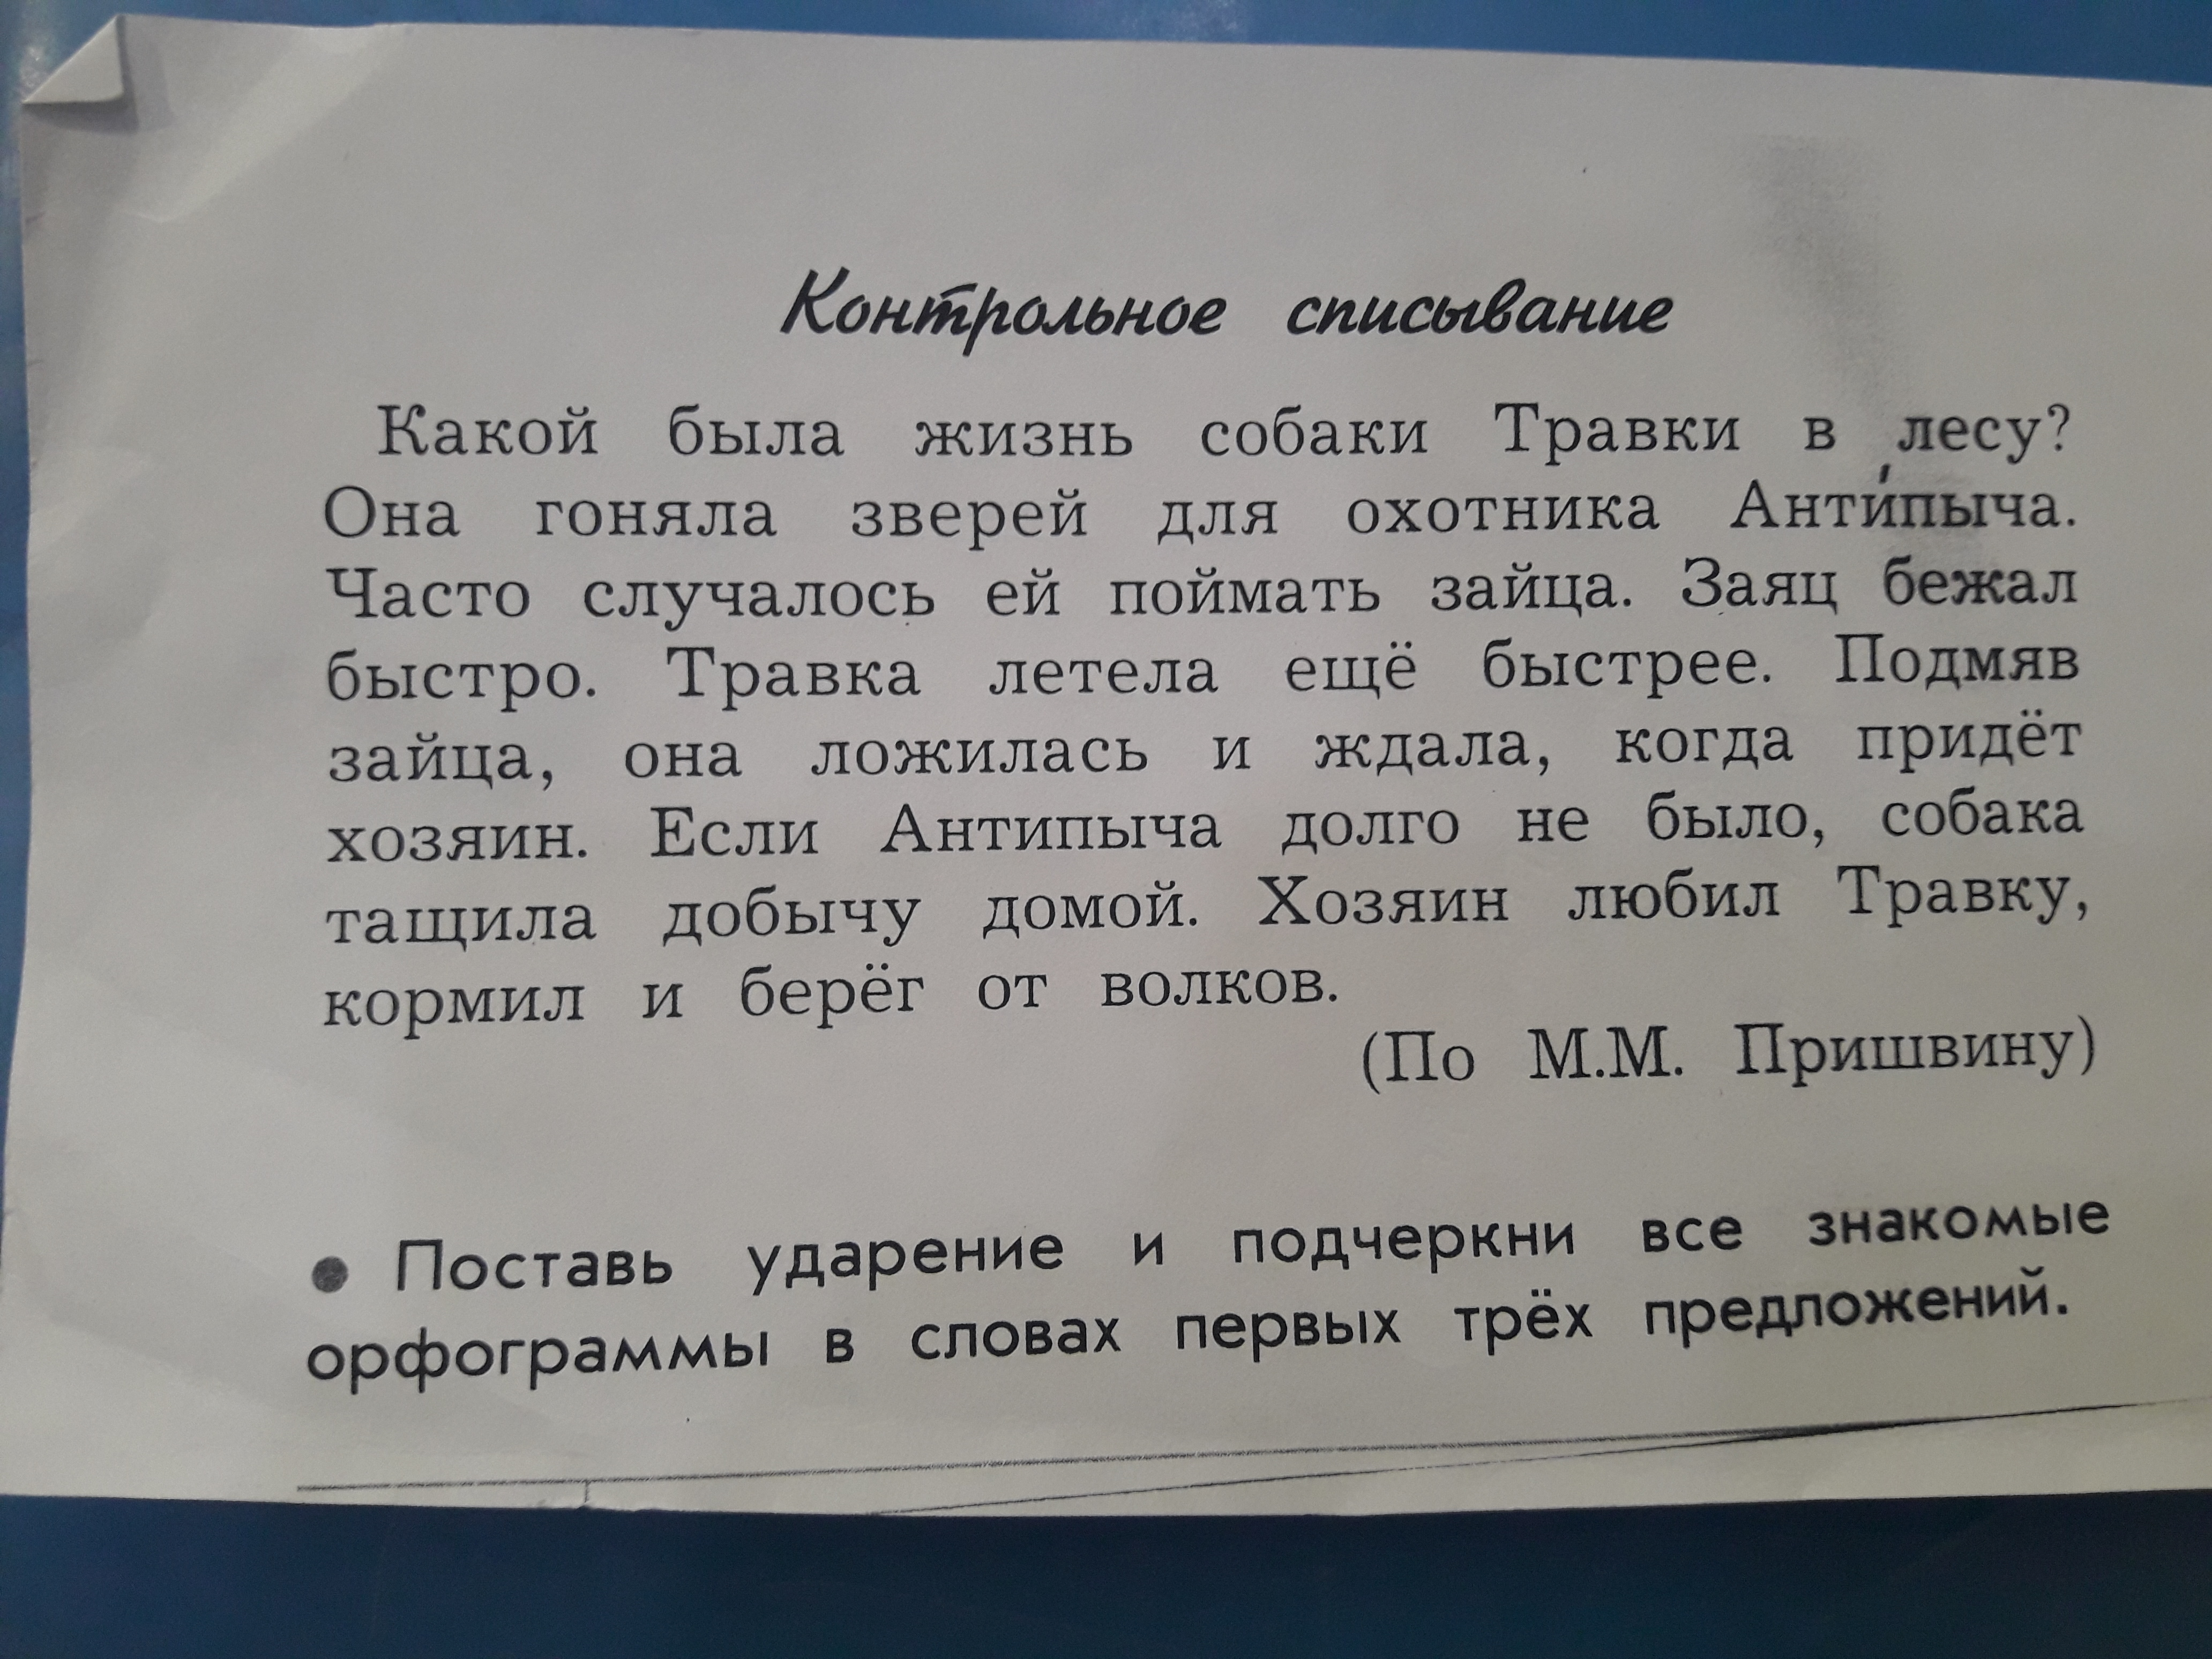 Контрольное списывание
Какой была жизнь собаки Травки в лесу?
Она гоняла зверей для охотника Анти́пыча.
Часто случалось ей поймать зайца. Заяц бежал
быстро. Травка летела ещё быстрее. Подмяв
зайца, она ложилась и ждала, когда придёт
хозяин. Если Антипыча долго не было, собака
тащила добычу домой. Хозяин любил Травку,
кормил и берёг от волков.
(По М.М. Пришвину)
● Поставь ударение и подчеркни все знакомые
орфограммы в словах первых трёх предложений.